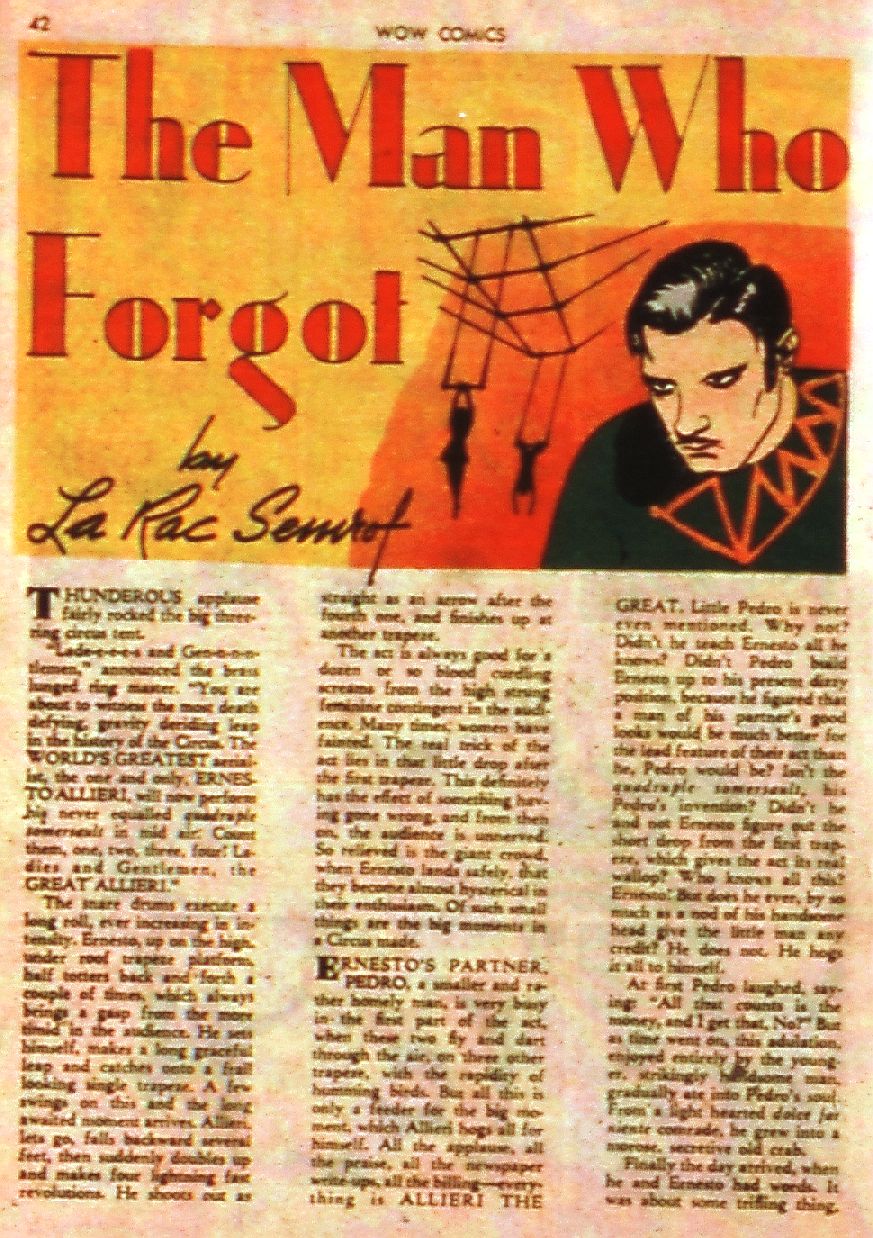 42
WOW COMICS
The Man Who
Forgot
by
La Rac Semrof
THUNDEROUS applause
fairly rocked the big three-
ring circus tent.
"Lade-e-e-s and Gen-n-n-
announced the
ring master. "You are
about to witness the most death
defying, gravity leap
in the history of the Circus. The
WORLD'S GREATEST
the one and only, ERNES-
TO ALLIERI, will now perform
never equalled quadruple
somersault in mid air. Count
them, one, two, three, four! La-
dies and Gentlemen, the
GREAT ALLIERI."
The snare drums execute a
long roll, ever increasing in in-
tensity. Ernesto, up on the high,
under roof trapeze platform,
half totters back and forth a
couple of times, which always
brings a gasp from the more
in the audience. He sets
himself, makes a long graceful
leap and catches onto a frail
looking single trapeze. A few
swings on this and the long
awaited moment arrives. Allieri
lets go, falls backward several
feet, then suddenly doubles up
and makes four lightning fast
revolutions. He shoots out as
straight as an arrow after the
fourth one, and finishes up at
another trapeze.
The act is always good for a
dozen or so blood curdling
screams from the high strung
feminine contingent in the audi-
ence. Many times, women have
fainted. The real trick of the
act lies in that little drop after
the first trapeze. This definitely
has the effect of something hav-
ing gone wrong, and from then
on, the audience is unnerved.
So relieved is the giant crowd,
when Ernesto lands safely, that
they become almost hysterical in
their enthusiasm. Of such small
things are the big moments in
a Circus made.
ERNESTO'S PARTNER,
PEDRO, a smaller and ra-
ther homely man, is very busy
in the first part of the act,
when these two fly and dart
through the air on three other
trapeze, with the rapidity of
humming birds. But all this is
only a feeder for the big mo-
ment, which Allieri hogs all for
himself. All the applause, all
the praise, all the newspaper
write-ups, all the billing—every-
thing is ALLIERI THE
GREAT. Little Pedro is never
even mentioned. Why not?
Didn't he teach Ernesto all he
knows? Didn't Pedro build
Ernesto up to his present dizzy
position, because he figured that
a man of his partner's good
looks would be much better for
the lead feature of their act than
he, Pedro would be? Isn't the
quadruple somersault, his
Pedro's invention? Didn't he
and not Ernesto figure out the
short drop from the first trap-
eze, which gives the act its real
wallop? Who knows all this?
Ernesto! But does he ever, by so
much as a nod of his handsome
head give the little man any
credit? He does not. He hogs
it all to himself.
At first Pedro laughed, say-
ing: "All that counts is the
money, and I get that. No?" But
as time went on, this adulation
enjoyed entirely by the young
handsome man,
gradually ate into Pedro's soul.
From a light hearted dolce far
niente comrade, he grew into a
morose, secretive old crab.
Finally the day arrived, when
he and Ernesto had words. It
was about some trifling thing,